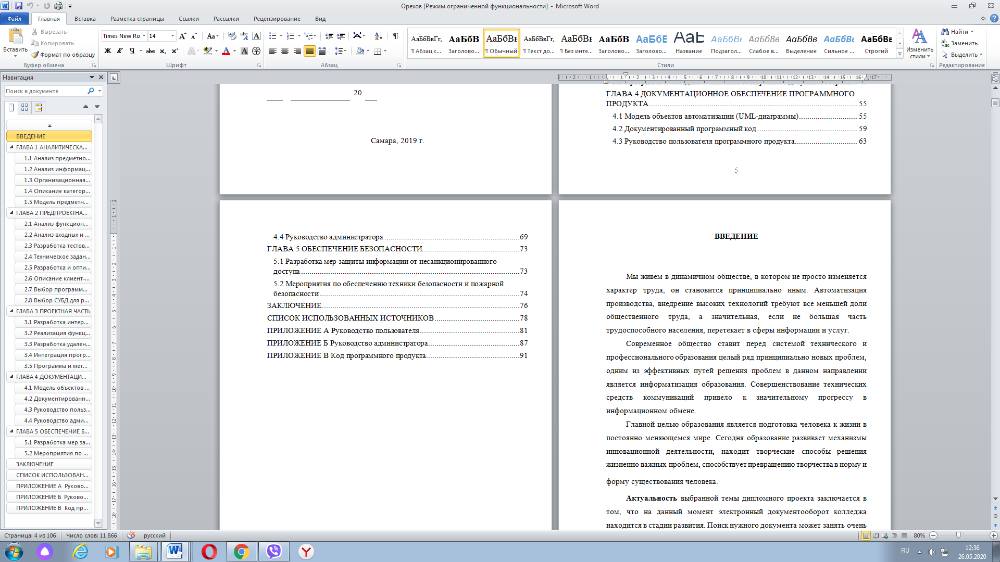 Орехов [Режим ограниченной функциональности] - Microsoft Word
Файл Главная Вставка Разметка страницы Ссылки Рассылки Рецензирование Вид
Вставить
Вырезать
Копировать
Формат по образцу
Буфер обмена
Times New Ro 14
Шрифт
Абзац
АаБбВвГг, АаБбВ АаБбВв АаБбВвГг, АаБбВв АаБбВ АаБбВ АаБ АаБбВв АаБбВв АаБбВв АаБбВв АаБбВв
¶ Абзац с... Заголово... ¶ Обычный ¶ Текст до... ¶ Без инте... Заголово... Заголово... Название Подзагол... Слабое в... Выделение Сильное ... Строгий
Стили
Изменить стили
Найти
Заменить
Выделить
Редактирование
Навигация
Поиск в документе
ВВЕДЕНИЕ
ГЛАВА 1 АНАЛИТИЧЕСКА...
1.1 Анализ предметно...
1.2 Анализ информац...
1.3 Организационная...
1.4 Описание категор...
1.5 Модель предметн...
ГЛАВА 2 ПРЕДПРОЕКТНА...
2.1 Анализ функцион...
2.2 Анализ входных и ...
2.3 Разработка тестов...
2.4 Техническое задан...
2.5 Разработка и опти...
2.6 Описание клиент-...
2.7 Выбор программ...
2.8 Выбор СУБД для р...
ГЛАВА 3 ПРОЕКТНАЯ ЧАСТЬ
3.1 Разработка интер...
3.2 Реализация функц...
3.3 Разработка удален...
3.4 Интеграция прогр...
3.5 Программа и мет...
ГЛАВА 4 ДОКУМЕНТАЦИ...
4.1 Модель объектов ...
4.2 Документированн...
4.3 Руководство польз...
4.4 Руководство адми...
ГЛАВА 5 ОБЕСПЕЧЕНИЕ Б...
5.1 Разработка мер за...
5.2 Мероприятия по ...
ЗАКЛЮЧЕНИЕ
СПИСОК ИСПОЛЬЗОВАН...
ПРИЛОЖЕНИЕ А Руково...
ПРИЛОЖЕНИЕ Б Руково...
ПРИЛОЖЕНИЕ В Код пр...
____ ______________ 20 ___
Самара, 2019 г.
ГЛАВА 4 ДОКУМЕНТАЦИОННОЕ ОБЕСПЕЧЕНИЕ ПРОГРАММНОГО
ПРОДУКТА 55
4.1 Модель объектов автоматизации (UML-диаграммы) 55
4.2 Документированный программный код 59
4.3 Руководство пользователя программного продукта 63
5
4.4 Руководство администратора 69
ГЛАВА 5 ОБЕСПЕЧЕНИЕ БЕЗОПАСНОСТИ 73
5.1 Разработка мер защиты информации от несанкционированного
доступа 73
5.2 Мероприятия по обеспечению техники безопасности и пожарной
безопасности 74
ЗАКЛЮЧЕНИЕ 76
СПИСОК ИСПОЛЬЗОВАННЫХ ИСТОЧНИКОВ 78
ПРИЛОЖЕНИЕ А Руководство пользователя 81
ПРИЛОЖЕНИЕ Б Руководство администратора 87
ПРИЛОЖЕНИЕ В Код программного продукта 91
ВВЕДЕНИЕ
Мы живем в динамичном обществе, в котором не просто изменяется
характер труда, он становится принципиально иным. Автоматизация
производства, внедрение высоких технологий требуют все меньшей доли
общественного труда, а значительная, если не большая часть
трудоспособного населения, перетекает в сферы информации и услуг.
Современное общество ставит перед системой технического и
профессионального образования целый ряд принципиально новых проблем,
одним из эффективных путей решения проблем в данном направлении
является информатизация образования. Совершенствование технических
средств коммуникаций привело к значительному прогрессу в
информационном обмене.
Главной целью образования является подготовка человека к жизни в
постоянно меняющемся мире. Сегодня образование развивает механизмы
инновационной деятельности, находит творческие способы решения
жизненно важных проблем, способствует превращению творчества в норму и
форму существования человека.
Актуальность выбранной темы дипломного проекта заключается в
том, что на данный момент электронный документооборот колледжа
находится в стадии развития. Поиск нужного документа может занять очень
Страница: 4 из 106 Число слов: 11 866 русский 80%
RU 12:36
26.05.2020